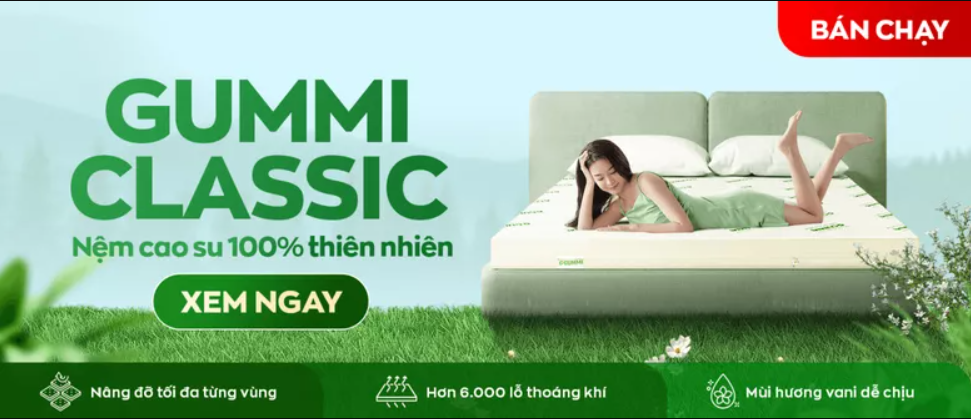 BÁN CHẠY
GUMMI
CLASSIC
Nệm cao su 100% thiên nhiên
XEM NGAY
GUMMI
Nâng đỡ tối đa từng vùng
Hơn 6.000 lỗ thoáng khí
Mùi hương vani dễ chịu